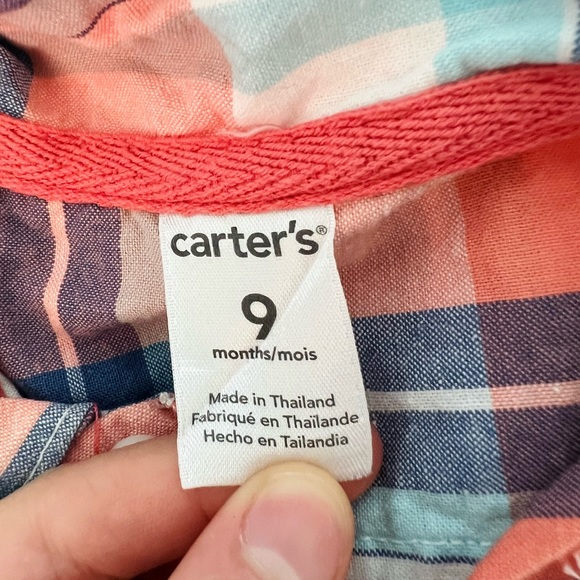 carter's®
9
months/mois
Made in Thailand
Fabriqué en Thaïlande
Hecho en Tailandia